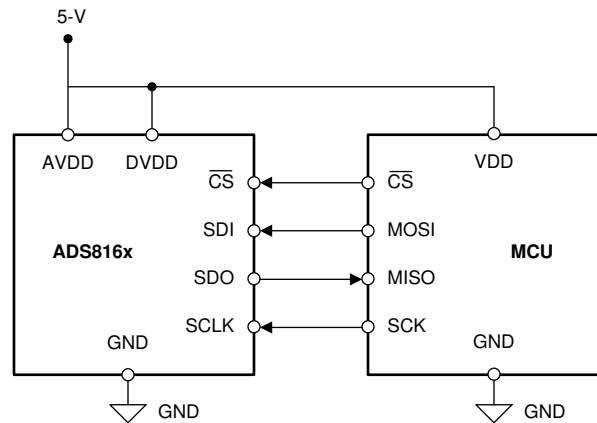 5-V
AVDD
DVDD
VDD
CS
CS
SDI
MOSI
ADS816x
MCU
SDO
MISO
SCLK
SCK
GND
GND
GND
GND